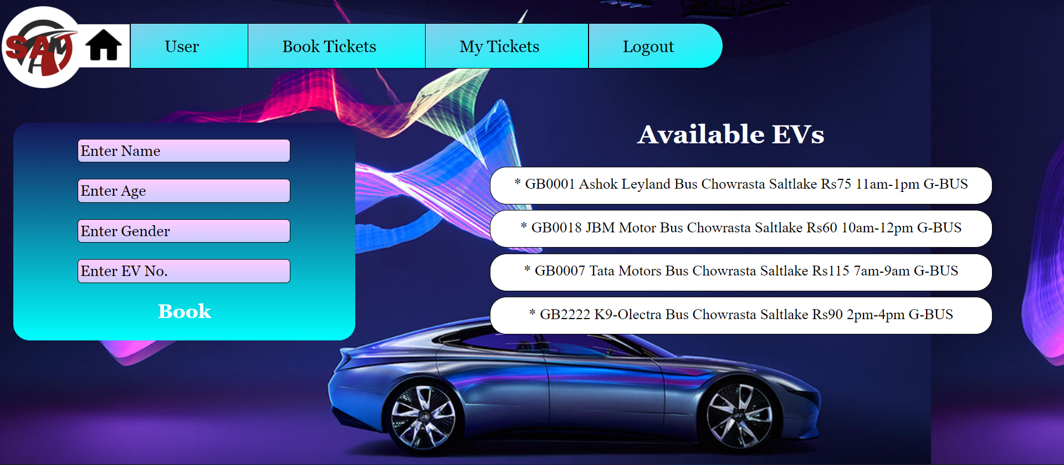 SAM
H
User
Book Tickets
My Tickets
Logout
Enter Name
Enter Age
Enter Gender
Enter EV No.
Book
Available EVs
* GB0001 Ashok Leyland Bus Chowrasta Saltlake Rs75 11am-1pm G-BUS
* GB0018 JBM Motor Bus Chowrasta Saltlake Rs60 10am-12pm G-BUS
* GB0007 Tata Motors Bus Chowrasta Saltlake Rs115 7am-9am G-BUS
* GB2222 K9-Olectra Bus Chowrasta Saltlake Rs90 2pm-4pm G-BUS